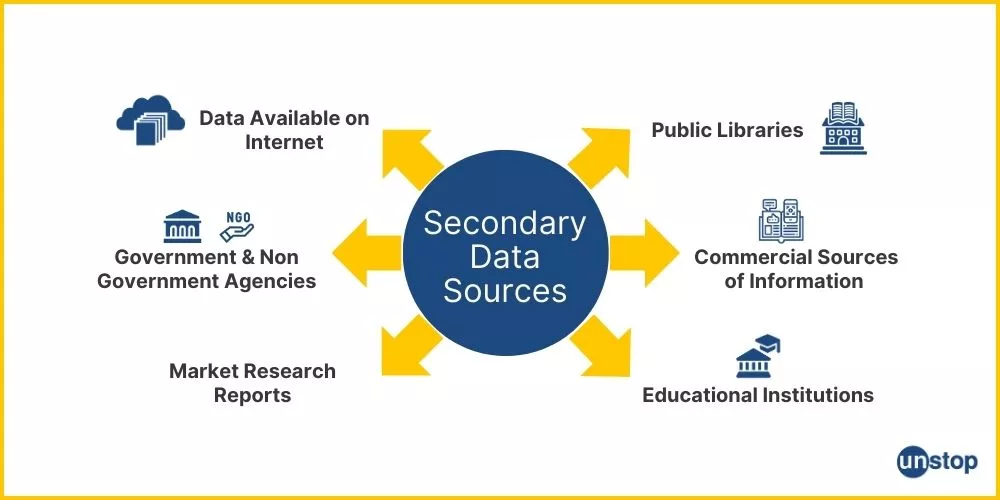 Data Available on
Internet
Public Libraries
NGO
Government & Non
Government Agencies
Secondary
Data
Sources
Commercial Sources
of Information
Market Research
Reports
Educational Institutions
unstop